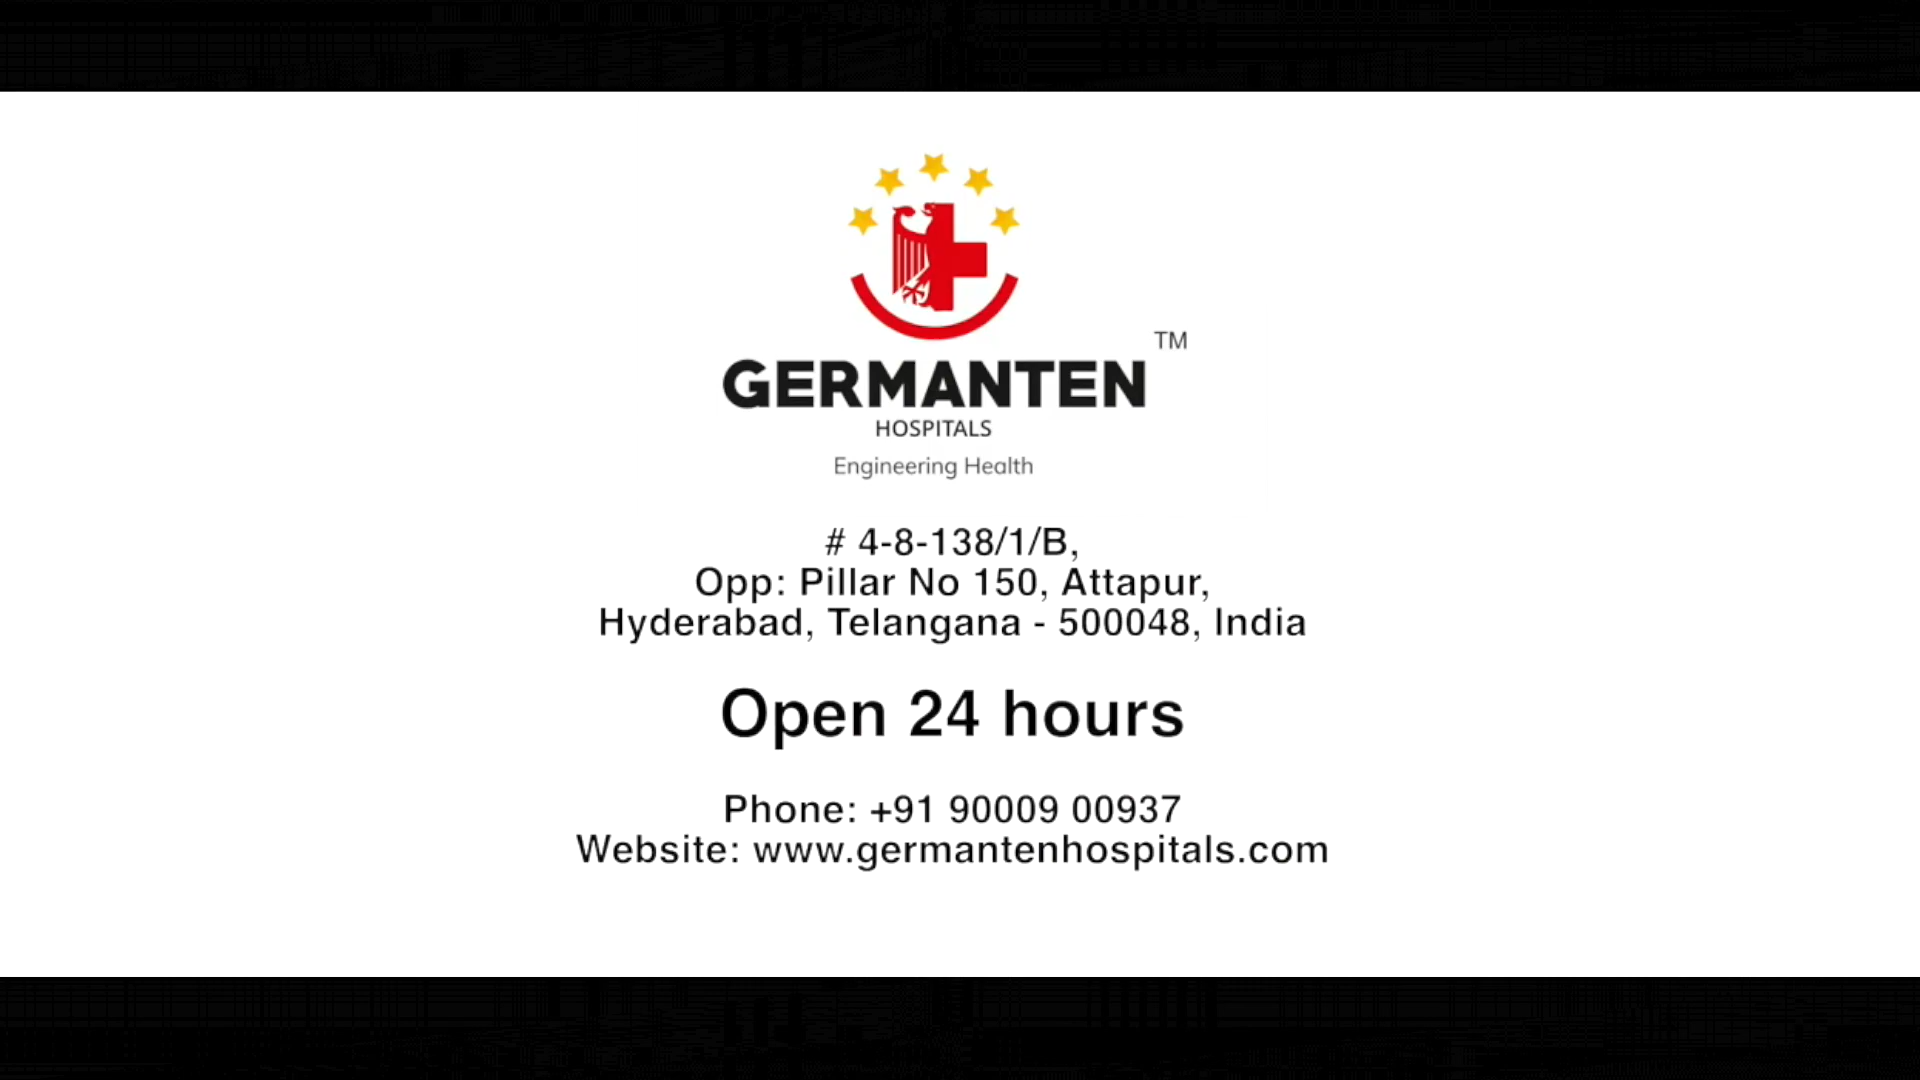 TM
GERMANTEN
HOSPITALS
Engineering Health
# 4-8-138/1/B,
Opp: Pillar No 150, Attapur,
Hyderabad, Telangana - 500048, India
Open 24 hours
Phone: +91 90009 00937
Website: www.germantenhospitals.com